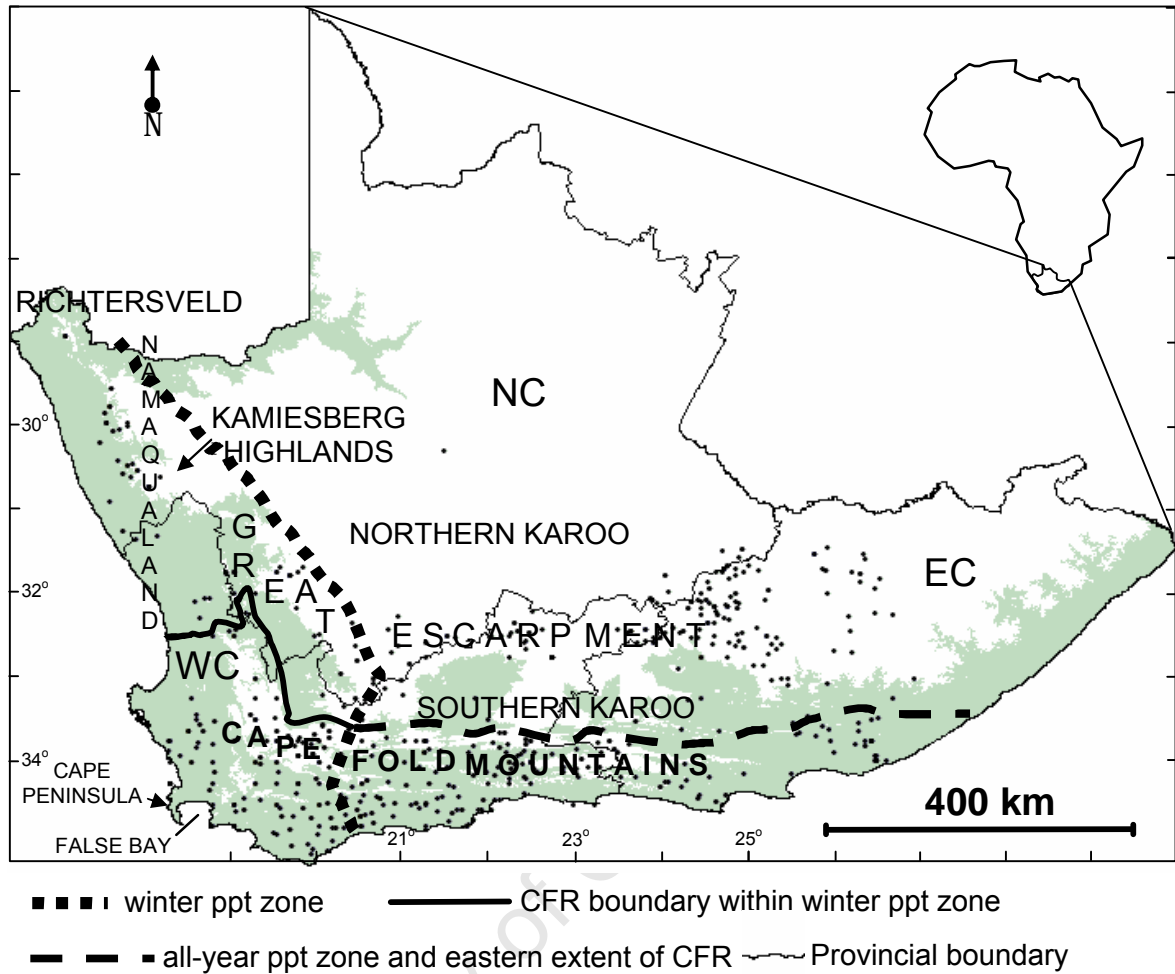 N
RICHTERSVELD
NAMAQUALAND
30°
KAMIESBERG
HIGHLANDS
NC
NORTHERN KAROO
GREAT
ESCARPMENT
EC
32°
WC
SOUTHERN KAROO
CAPE FOLD MOUNTAINS
34°
CAPE
PENINSULA
FALSE BAY
21°
23°
25°
400 km
winter ppt zone
CFR boundary within winter ppt zone
all-year ppt zone and eastern extent of CFR
Provincial boundary